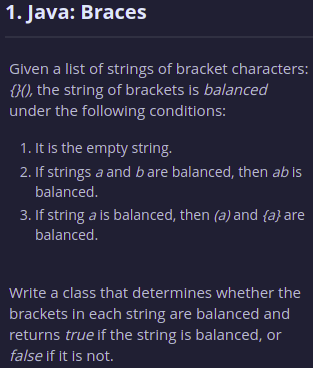 1. Java: Braces
Given a list of strings of bracket characters:
{}(), the string of brackets is balanced
under the following conditions:
1. It is the empty string.
2. If strings a and b are balanced, then ab is
balanced.
3. If string a is balanced, then (a) and {a} are
balanced.
Write a class that determines whether the
brackets in each string are balanced and
returns true if the string is balanced, or
false if it is not.